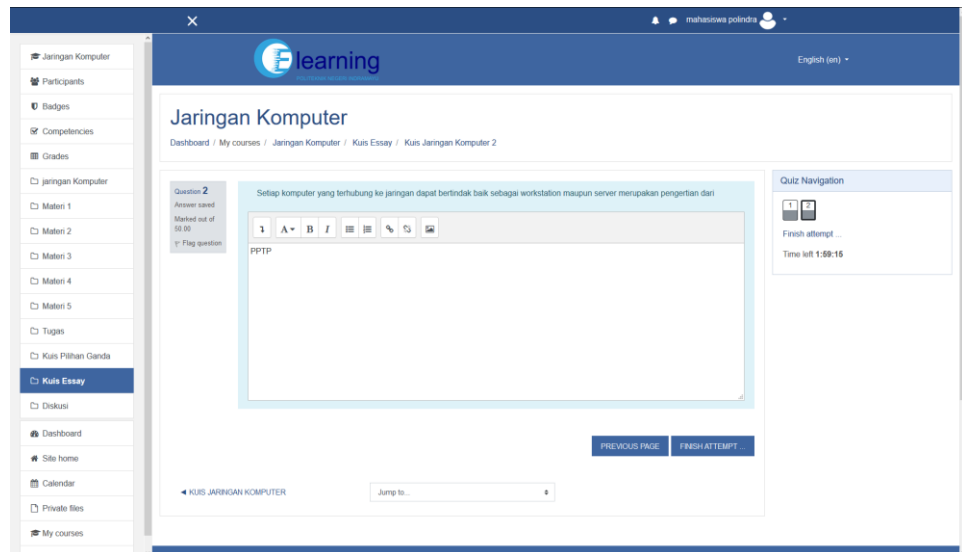 mahasiswa polindra
Elearning
English (en)
Jaringan Komputer
Participants
Badges
Competencies
Grades
jaringan Komputer
Materi 1
Materi 2
Materi 3
Materi 4
Materi 5
Tugas
Kuis Pilihan Ganda
Kuis Essay
Diskusi
Dashboard
Site home
Calendar
Private files
My courses
Jaringan Komputer
Dashboard / My courses / Jaringan Komputer / Kuis Essay / Kuis Jaringan Komputer 2
Question 2
Answer saved
Marked out of
50.00
Flag question
Setiap komputer yang terhubung ke jaringan dapat bertindak baik sebagai workstation maupun server merupakan pengertian dari
A B I
PPTP
PREVIOUS PAGE FINISH ATTEMPT ...
◄ KUIS JARINGAN KOMPUTER
Jump to...
Quiz Navigation
1 2
Finish attempt ...
Time left 1:59:15